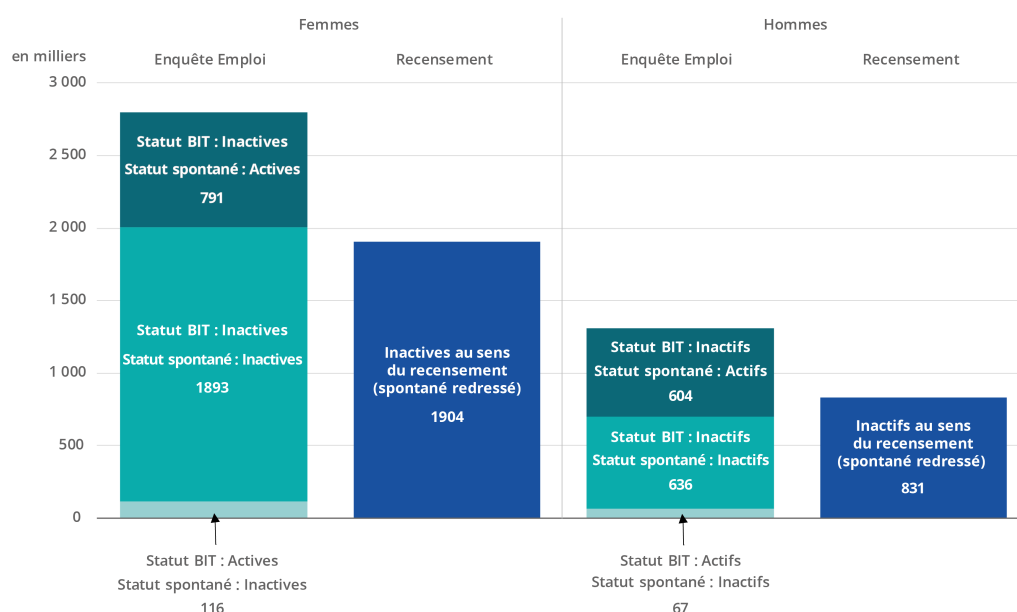 Femmes
Hommes
en milliers
Enquête Emploi
Recensement
Enquête Emploi
Recensement
3 000
2 500
2 000
1 500
1 000
500
0
Statut BIT : Inactives
Statut spontané : Actives
791
Statut BIT : Inactives
Statut spontané : Inactives
1893
Inactives au sens
du recensement
(spontané redressé)
1904
Statut BIT : Inactifs
Statut spontané : Actifs
604
Statut BIT : Inactifs
Statut spontané : Inactifs
636
Inactifs au sens
du recensement
(spontané redressé)
831
Statut BIT : Actives
Statut spontané : Inactives
116
Statut BIT : Actifs
Statut spontané : Inactifs
67